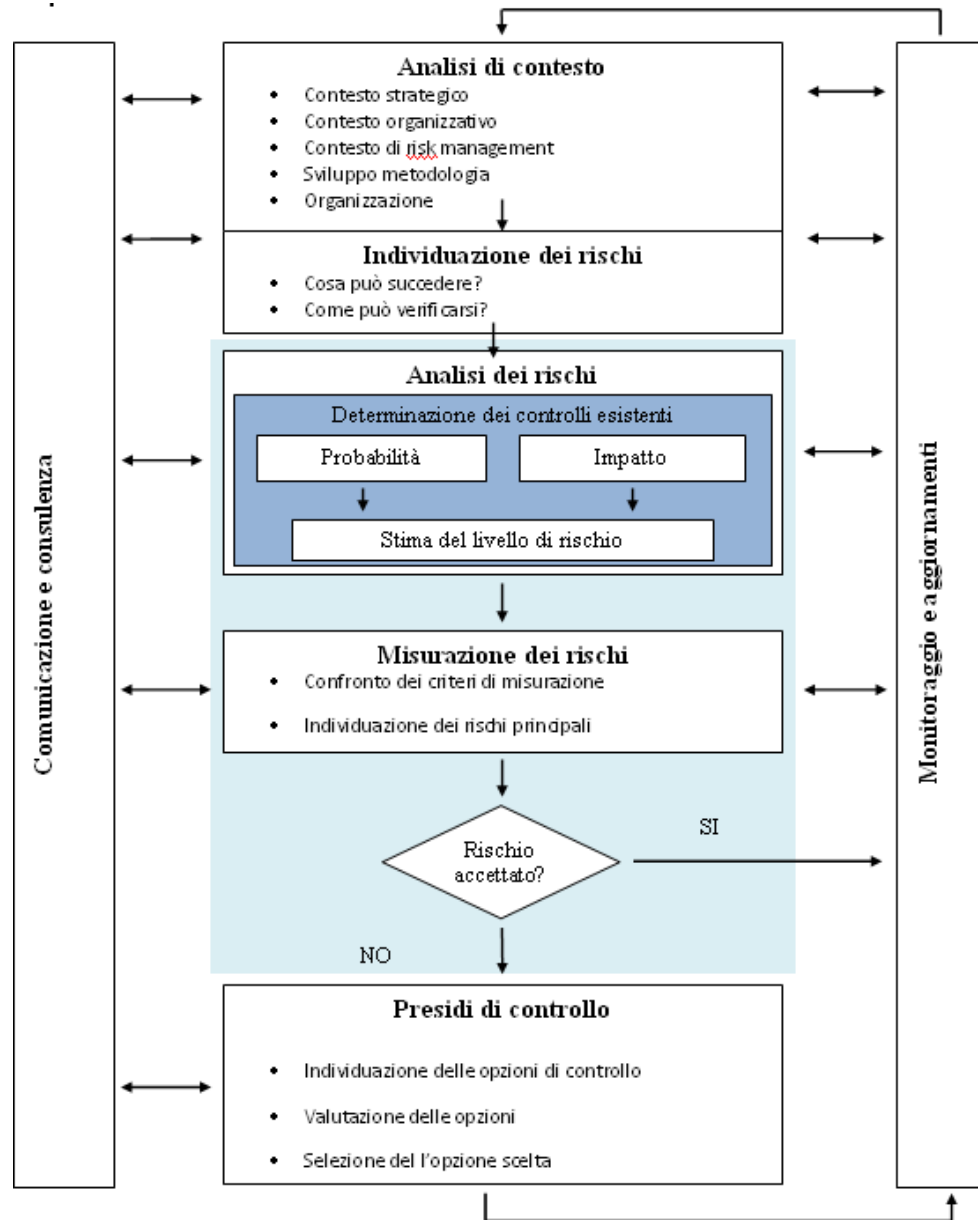 Comunicazione e consulenza
Analisi di contesto
• Contesto strategico
• Contesto organizzativo
• Contesto di risk management
• Sviluppo metodologia
• Organizzazione
Individuazione dei rischi
• Cosa può succedere?
• Come può verificarsi?
Analisi dei rischi
Determinazione dei controlli esistenti
Probabilità
Impatto
Stima del livello di rischio
Misurazione dei rischi
• Confronto dei criteri di misurazione
• Individuazione dei rischi principali
Rischio
accettato?
SI
NO
Presidi di controllo
• Individuazione delle opzioni di controllo
• Valutazione delle opzioni
• Selezione del l'opzione scelta
Monitoraggio e aggiornamenti